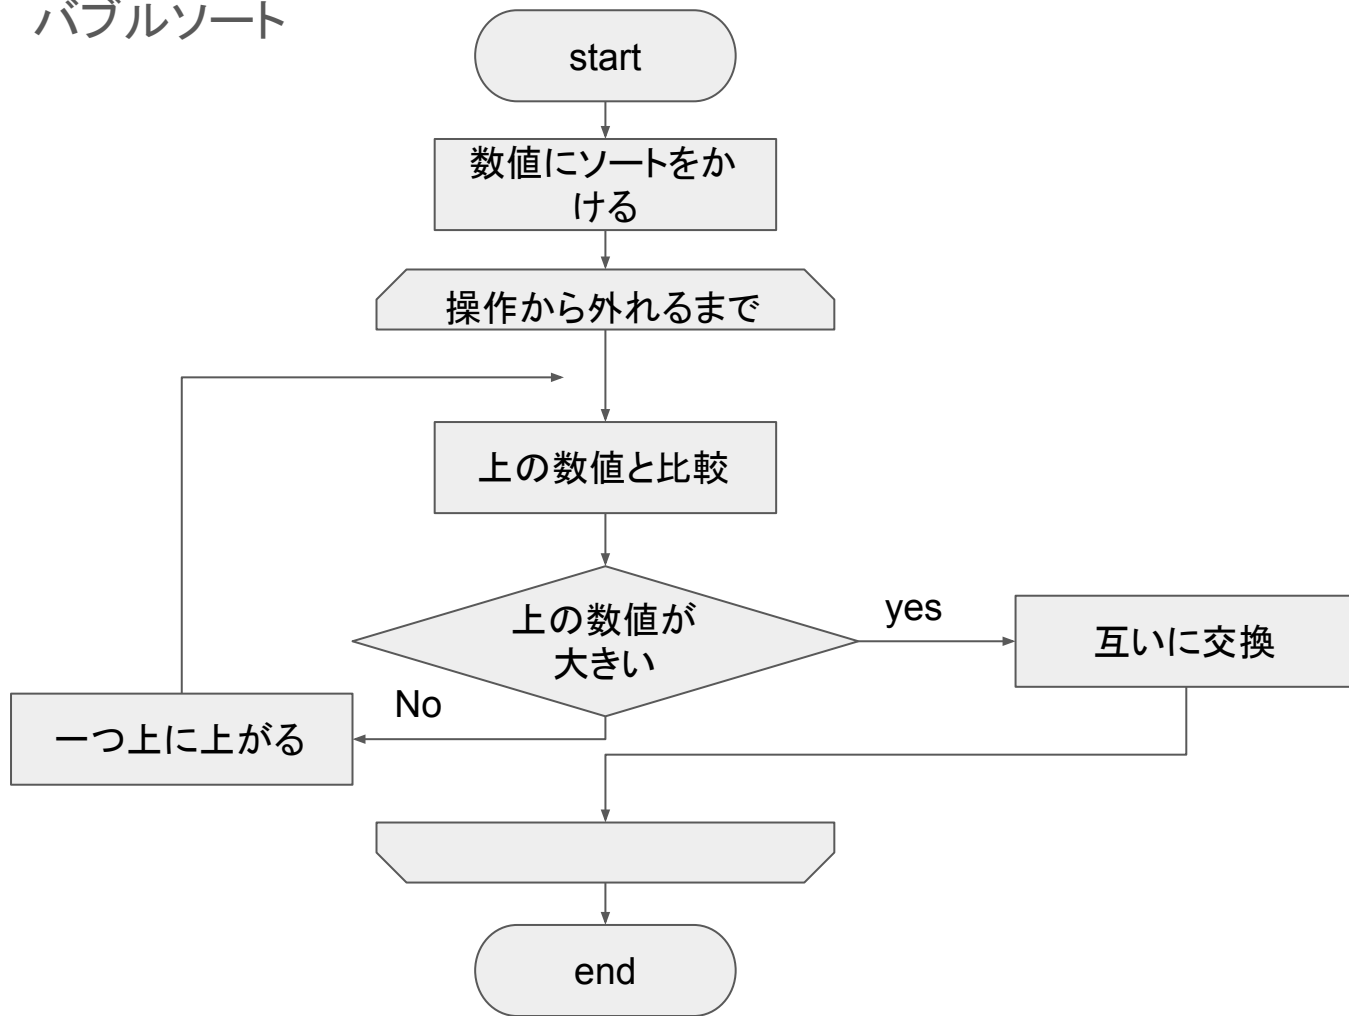 バブルソート
start
数値にソートをか
ける
操作から外れるまで
上の数値と比較
上の数値が
大きい
yes
互いに交換
No
一つ上に上がる
end